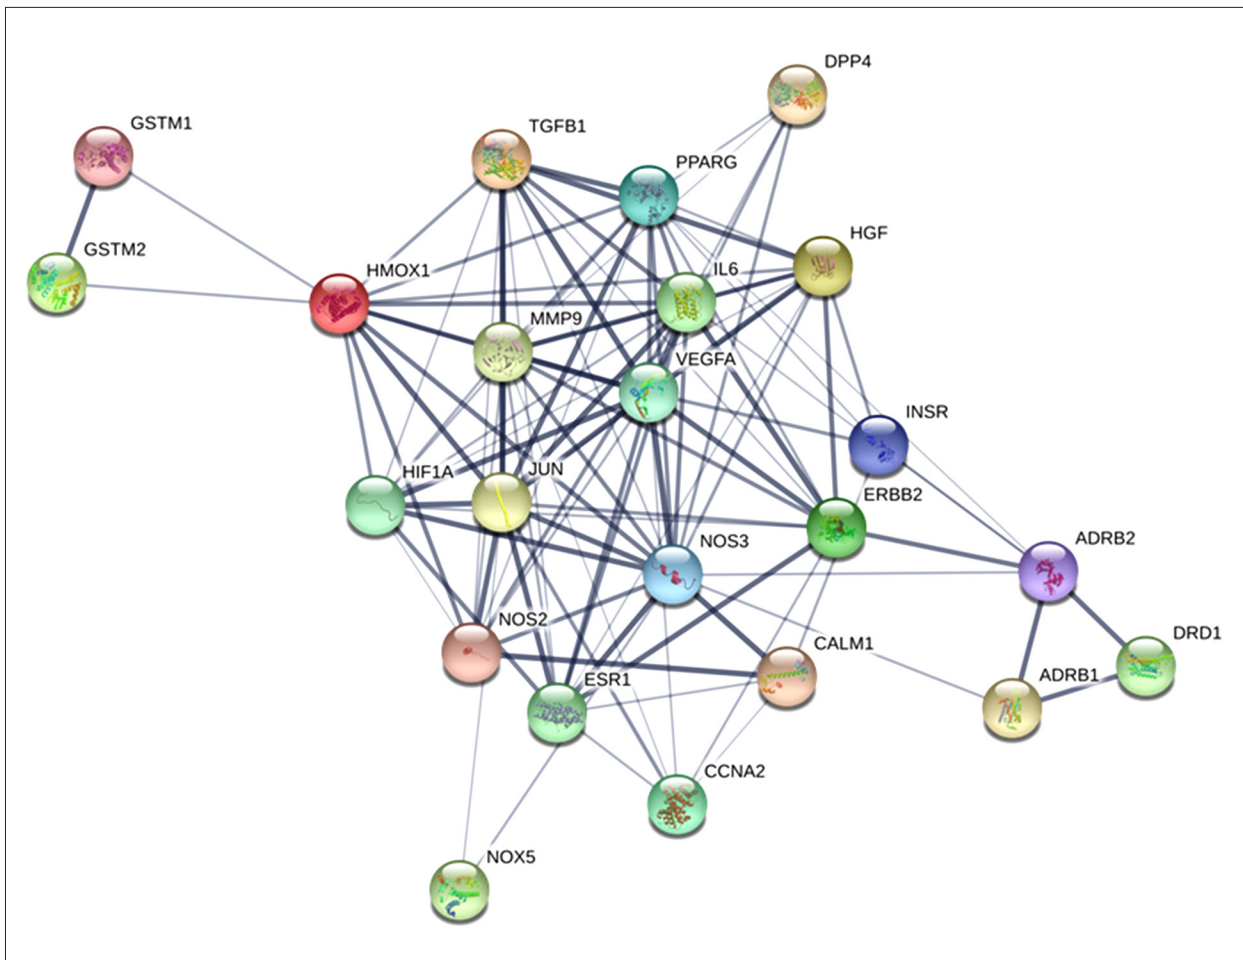 DPP4
GSTM1
TGFB1
PPARG
HGF
GSTM2
HMOX1
IL6
MMP9
VEGFA
INSR
HIF1A
JUN
ERBB2
NOS3
ADRB2
NOS2
CALM1
DRD1
ESR1
ADRB1
CCNA2
NOX5